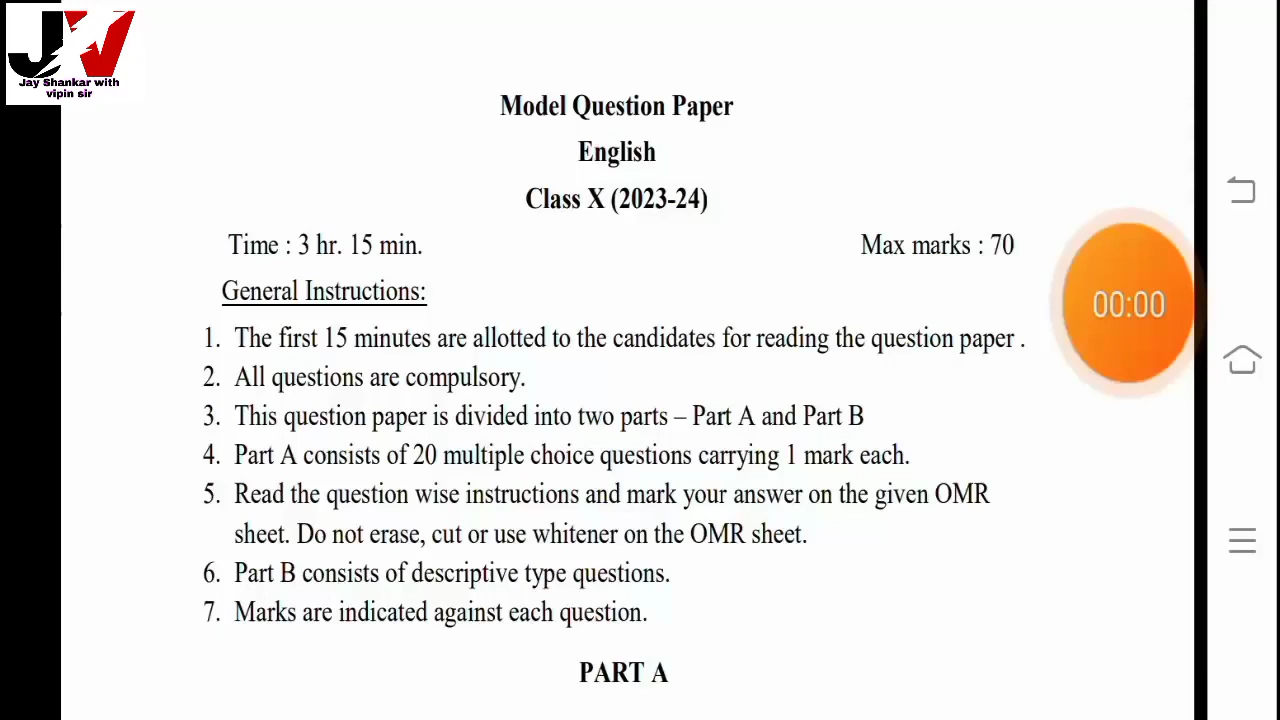 JV
Jay Shankar with
vipin sir
Model Question Paper
English
Class X (2023-24)
Time : 3 hr. 15 min. Max marks : 70
General Instructions:
00:00
1. The first 15 minutes are allotted to the candidates for reading the question paper .
2. All questions are compulsory.
3. This question paper is divided into two parts – Part A and Part B
4. Part A consists of 20 multiple choice questions carrying 1 mark each.
5. Read the question wise instructions and mark your answer on the given OMR
sheet. Do not erase, cut or use whitener on the OMR sheet.
6. Part B consists of descriptive type questions.
7. Marks are indicated against each question.
PART A